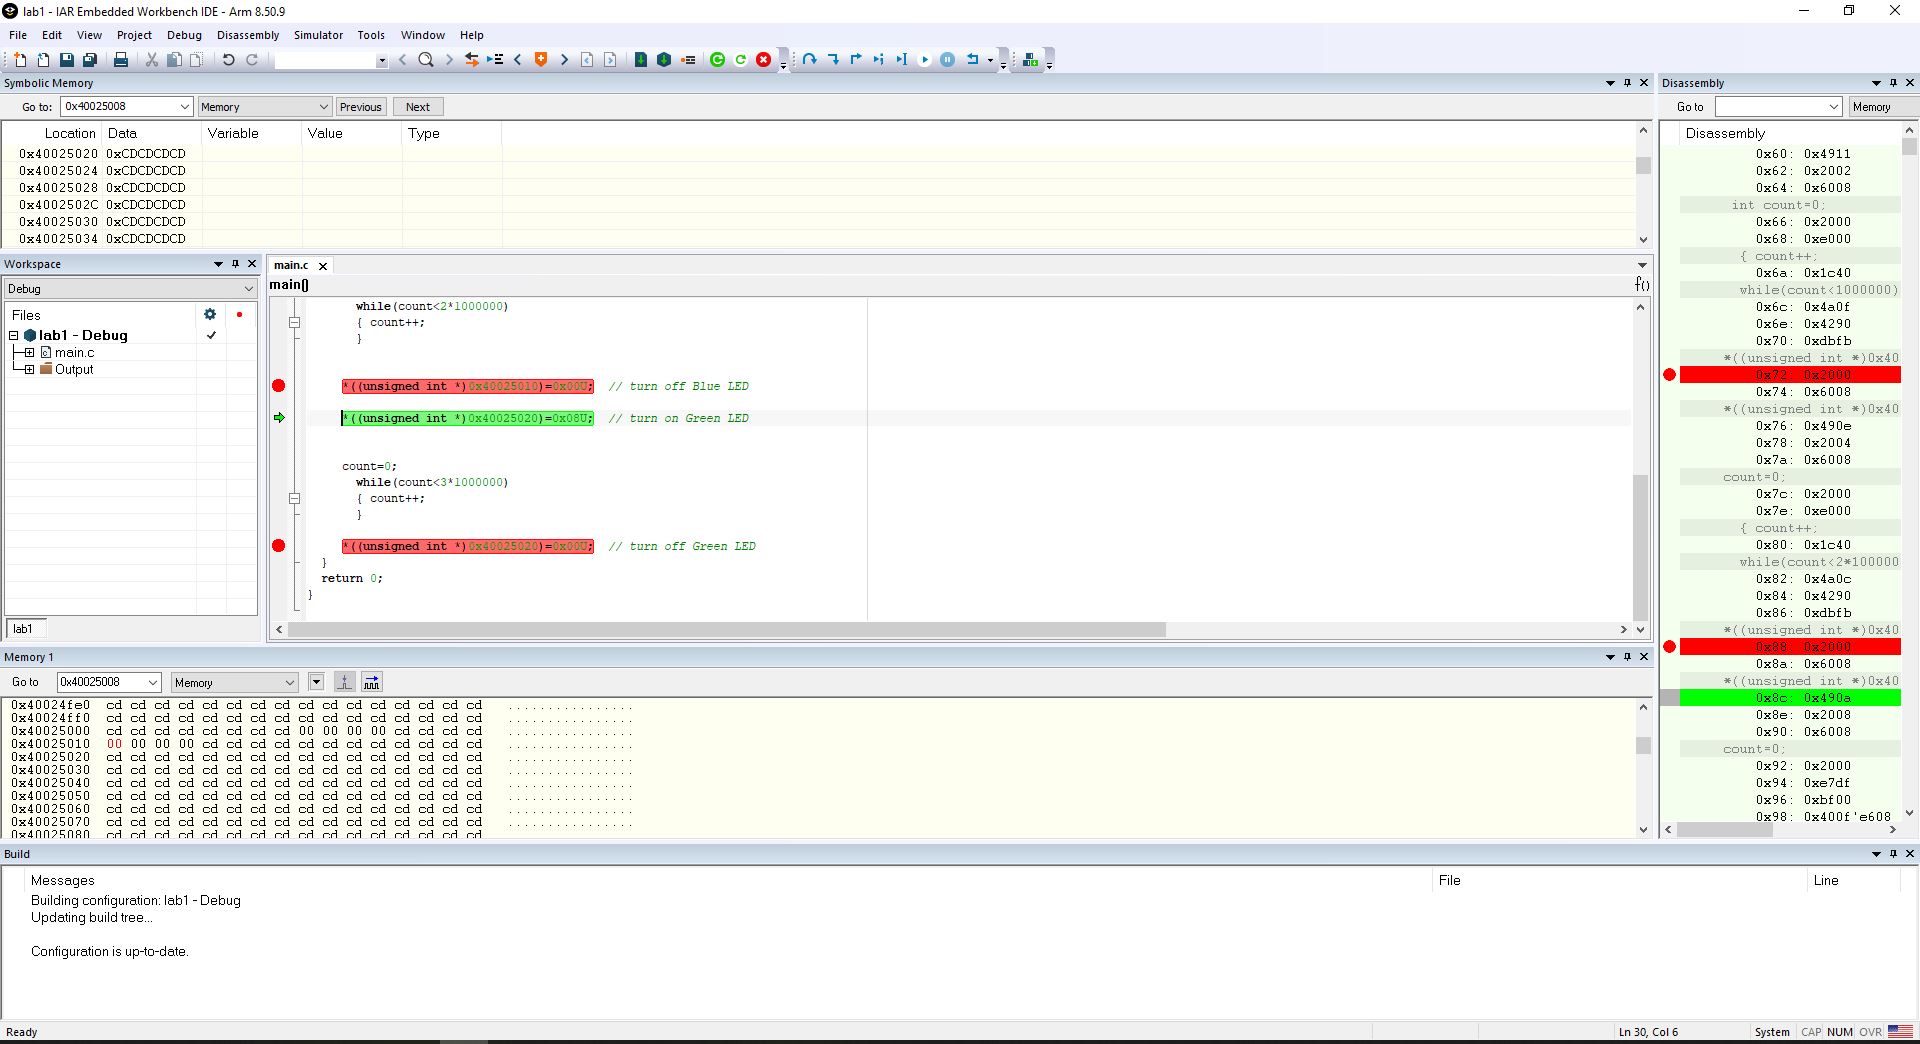 lab1 - IAR Embedded Workbench IDE - Arm 8.50.9
File Edit View Project Debug Disassembly Simulator Tools Window Help
Symbolic Memory
Go to: 0x40025008 Memory Previous Next
Location Data Variable Value Type
0x40025020 0xCDCDCDCD
0x40025024 0xCDCDCDCD
0x40025028 0xCDCDCDCD
0x4002502C 0xCDCDCDCD
0x40025030 0xCDCDCDCD
0x40025034 0xCDCDCDCD
Workspace
Debug
Files
lab1 - Debug
main.c
Output
lab1
main.c
main() f()
while(count<2*1000000)
{ count++;
}
*((unsigned int *)0x40025010)=0x00U; // turn off Blue LED
*((unsigned int *)0x40025020)=0x08U; // turn on Green LED
count=0;
while(count<3*1000000)
{ count++;
}
*((unsigned int *)0x40025020)=0x00U; // turn off Green LED
}
return 0;
}
Memory 1
Go to 0x40025008 Memory
0x40024fe0 cd cd cd cd cd cd cd cd cd cd cd cd cd cd cd cd ................
0x40024ff0 cd cd cd cd cd cd cd cd cd cd cd cd cd cd cd cd ................
0x40025000 cd cd cd cd cd cd cd cd 00 00 00 00 cd cd cd cd ................
0x40025010 00 00 00 00 cd cd cd cd cd cd cd cd cd cd cd cd ................
0x40025020 cd cd cd cd cd cd cd cd cd cd cd cd cd cd cd cd ................
0x40025030 cd cd cd cd cd cd cd cd cd cd cd cd cd cd cd cd ................
0x40025040 cd cd cd cd cd cd cd cd cd cd cd cd cd cd cd cd ................
0x40025050 cd cd cd cd cd cd cd cd cd cd cd cd cd cd cd cd ................
0x40025060 cd cd cd cd cd cd cd cd cd cd cd cd cd cd cd cd ................
0x40025070 cd cd cd cd cd cd cd cd cd cd cd cd cd cd cd cd ................
0x40025080 cd cd cd cd cd cd cd cd cd cd cd cd cd cd cd cd
Disassembly
Go to Memory
Disassembly
0x60: 0x4911
0x62: 0x2002
0x64: 0x6008
int count=0;
0x66: 0x2000
0x68: 0xe000
{ count++;
0x6a: 0x1c40
while(count<1000000)
0x6c: 0x4a0f
0x6e: 0x4290
0x70: 0xdbfb
*((unsigned int *)0x40
0x72: 0x2000
0x74: 0x6008
*((unsigned int *)0x40
0x76: 0x490e
0x78: 0x2004
0x7a: 0x6008
count=0;
0x7c: 0x2000
0x7e: 0xe000
{ count++;
0x80: 0x1c40
while(count<2*100000
0x82: 0x4a0c
0x84: 0x4290
0x86: 0xdbfb
*((unsigned int *)0x40
0x88: 0x2000
0x8a: 0x6008
*((unsigned int *)0x40
0x8c: 0x490a
0x8e: 0x2008
0x90: 0x6008
count=0;
0x92: 0x2000
0x94: 0xe7df
0x96: 0xbf00
0x98: 0x400f'e608
Build
Messages File Line
Building configuration: lab1 - Debug
Updating build tree...
Configuration is up-to-date.
Ready Ln 30, Col 6 System CAP NUM OVR